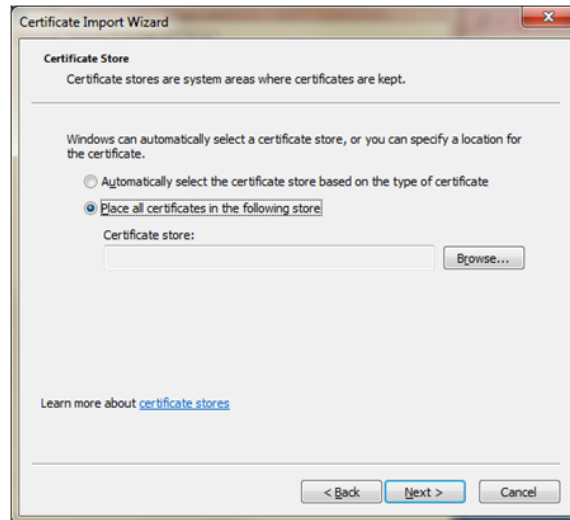 Certificate Import Wizard
Certificate Store
Certificate stores are system areas where certificates are kept.
Windows can automatically select a certificate store, or you can specify a location for
the certificate.
Automatically select the certificate store based on the type of certificate
Place all certificates in the following store
Certificate store:
Browse...
Learn more about certificate stores
< Back
Next >
Cancel